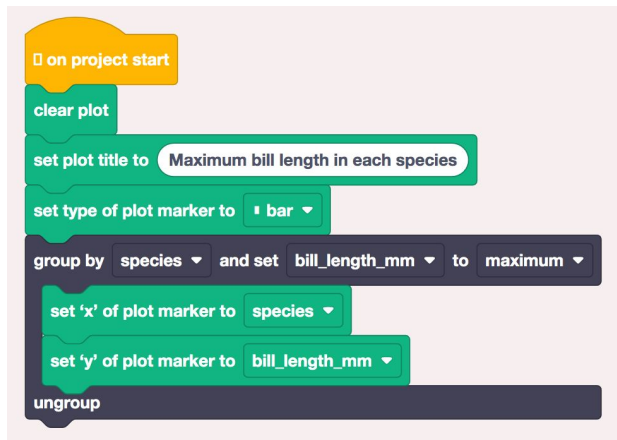 on project start
clear plot
set plot title to Maximum bill length in each species
set type of plot marker to bar
group by species and set bill_length_mm to maximum
set ‘x’ of plot marker to species
set ‘y’ of plot marker to bill_length_mm
ungroup